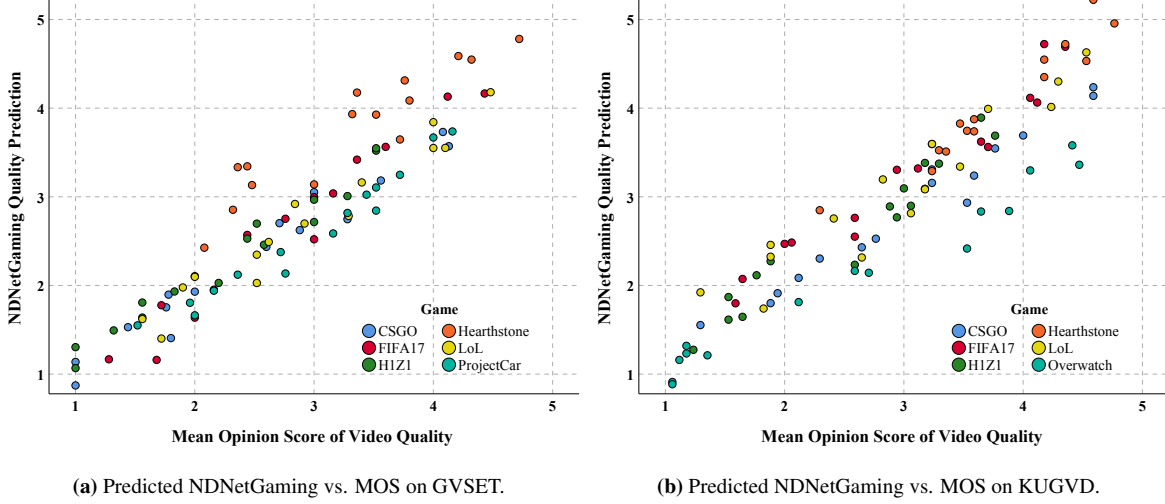 NDNetGaming Quality Prediction
5
4
3
2
1
1
2
3
4
5
Mean Opinion Score of Video Quality
Game
CSGO
Hearthstone
FIFA17
LoL
H1Z1
ProjectCar
(a) Predicted NDNetGaming vs. MOS on GVSET.
NDNetGaming Quality Prediction
5
4
3
2
1
1
2
3
4
5
Mean Opinion Score of Video Quality
Game
CSGO
Hearthstone
FIFA17
LoL
H1Z1
Overwatch
(b) Predicted NDNetGaming vs. MOS on KUGVD.